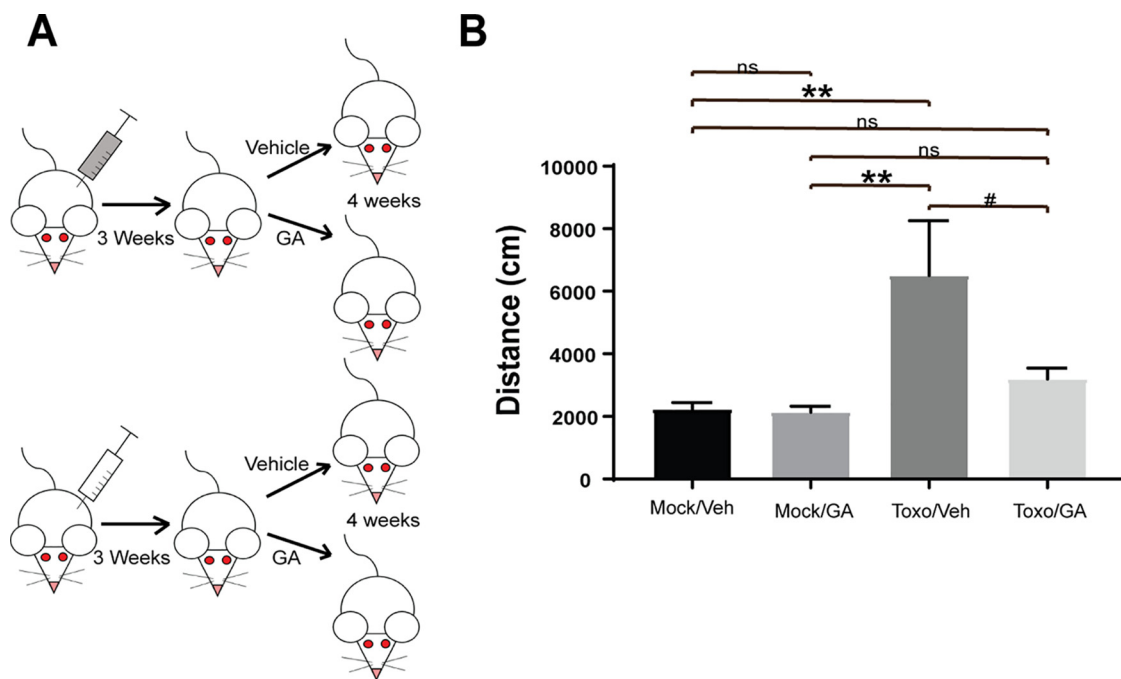 A
Vehicle
4 weeks
3 Weeks
GA
Vehicle
4 weeks
3 Weeks
GA
B
ns
**
ns
ns
**
#
Distance (cm)
10000
8000
6000
4000
2000
0
Mock/Veh Mock/GA Toxo/Veh Toxo/GA